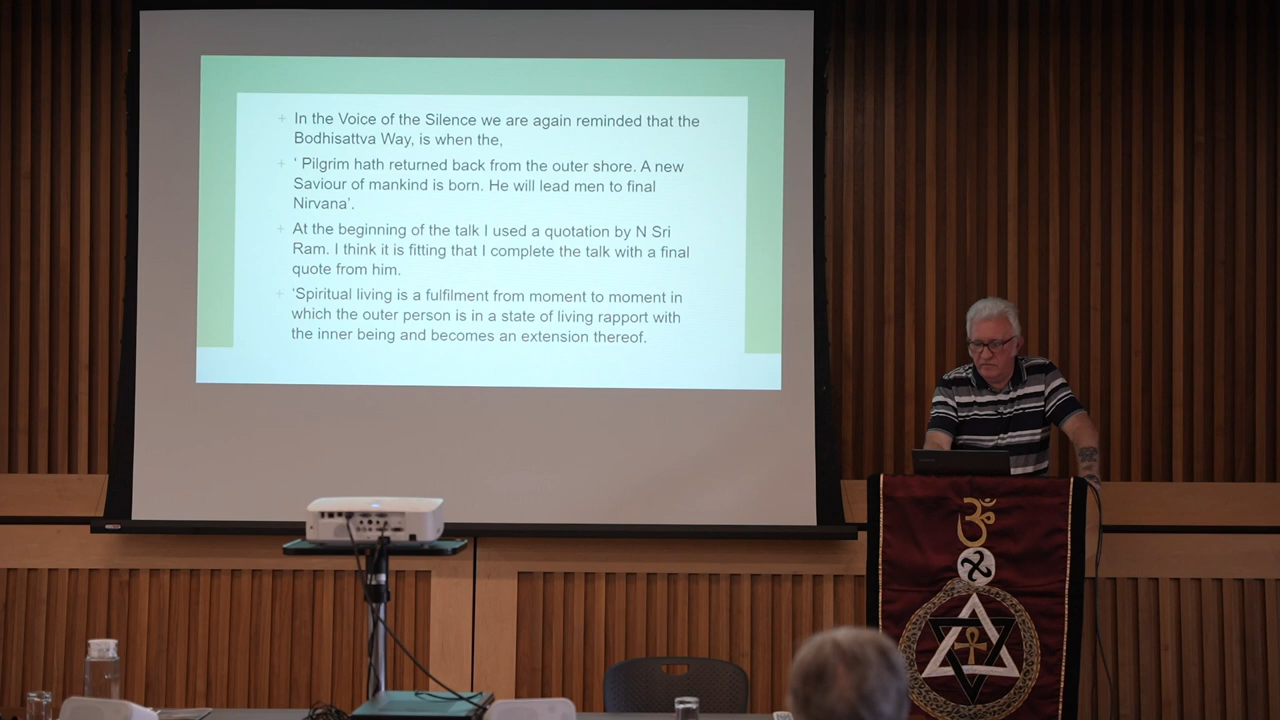 + In the Voice of the Silence we are again reminded that the
Bodhisattva Way, is when the,
+ ‘ Pilgrim hath returned back from the outer shore. A new
Saviour of mankind is born. He will lead men to final
Nirvana’.
+ At the beginning of the talk I used a quotation by N Sri
Ram. I think it is fitting that I complete the talk with a final
quote from him.
+ ‘Spiritual living is a fulfilment from moment to moment in
which the outer person is in a state of living rapport with
the inner being and becomes an extension thereof.
ॐ